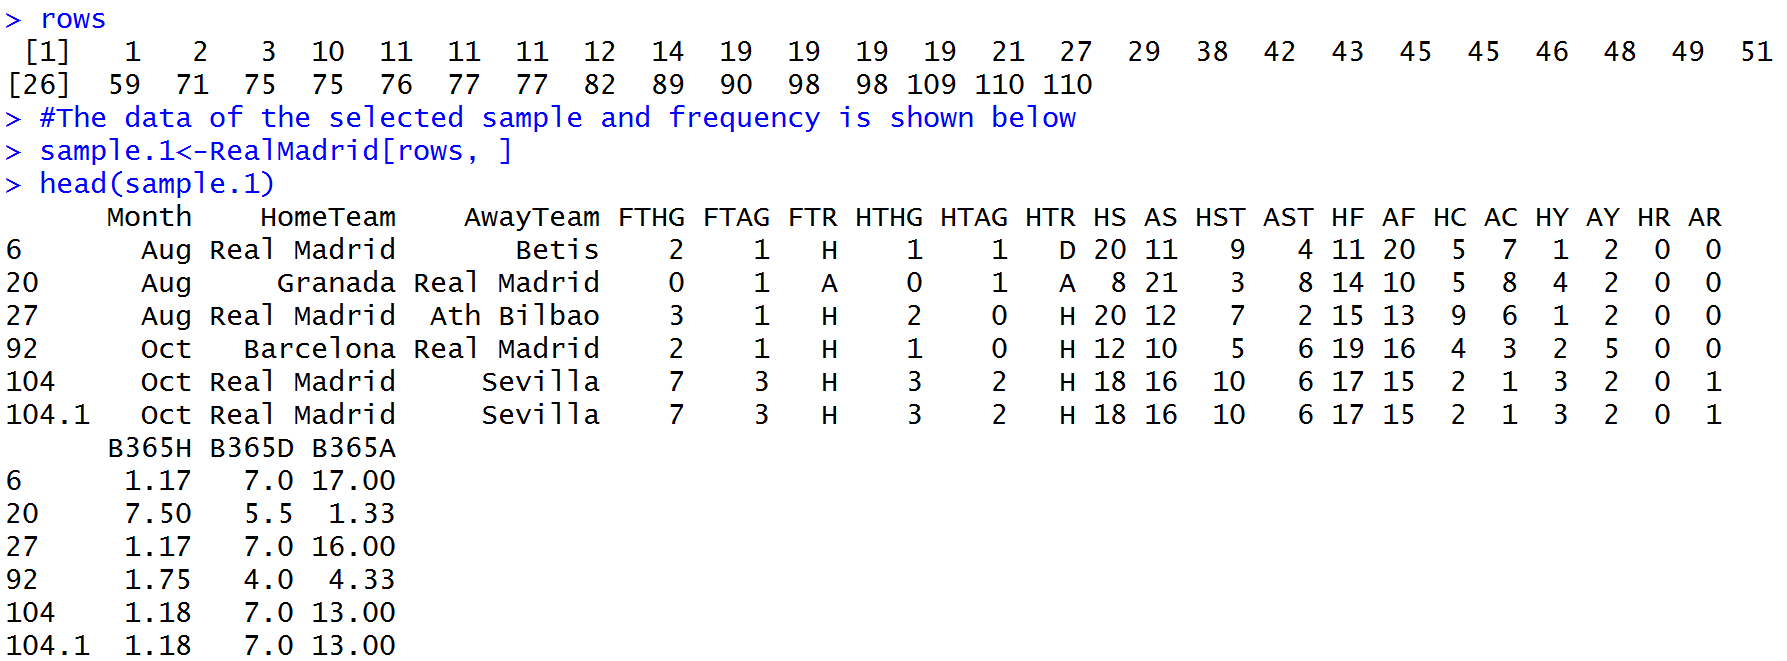 > rows
 [1]   1   2   3  10  11  11  11  12  14  19  19  19  19  21  27  29  38  42  43  45  45  46  48  49  51
[26]  59  71  75  75  76  77  77  82  89  90  98  98 109 110 110
> #The data of the selected sample and frequency is shown below
> sample.1<-RealMadrid[rows, ]
> head(sample.1)
      Month    HomeTeam    AwayTeam FTHG FTAG FTR HTHG HTAG HTR HS AS HST AST HF AF HC AC HY AY HR AR
6       Aug Real Madrid       Betis    2    1   H    1    1   D 20 11   9   4 11 20  5  7  1  2  0  0
20      Aug     Granada Real Madrid    0    1   A    0    1   A  8 21   3   8 14 10  5  8  4  2  0  0
27      Aug Real Madrid  Ath Bilbao    3    1   H    2    0   H 20 12   7   2 15 13  9  6  1  2  0  0
92      Oct   Barcelona Real Madrid    2    1   H    1    0   H 12 10   5   6 19 16  4  3  2  5  0  0
104     Oct Real Madrid     Sevilla    7    3   H    3    2   H 18 16  10   6 17 15  2  1  3  2  0  1
104.1   Oct Real Madrid     Sevilla    7    3   H    3    2   H 18 16  10   6 17 15  2  1  3  2  0  1
      B365H B365D B365A
6      1.17   7.0 17.00
20     7.50   5.5  1.33
27     1.17   7.0 16.00
92     1.75   4.0  4.33
104    1.18   7.0 13.00
104.1  1.18   7.0 13.00